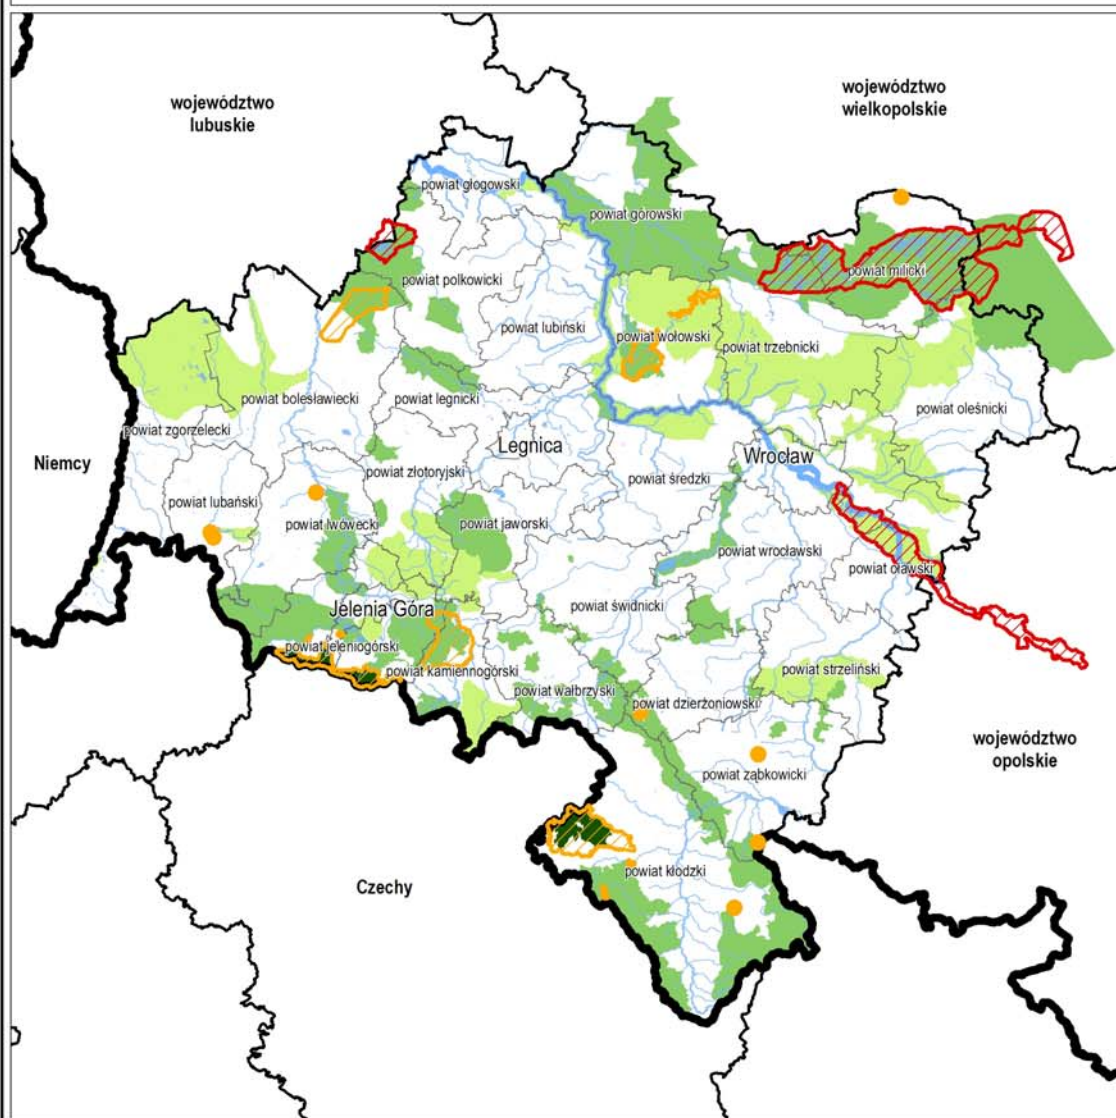 województwo
lubuskie
województwo
wielkopolskie
powiat głogowski
powiat górowski
powiat milicki
powiat polkowicki
powiat lubiński
powiat wołowski
powiat trzebnicki
powiat bolesławiecki
powiat legnicki
powiat oleśnicki
powiat zgorzelecki
Niemcy
Legnica
Wrocław
powiat złotoryjski
powiat średzki
powiat lubański
powiat lwówecki
powiat jaworski
powiat wrocławski
powiat oławski
Jelenia Góra
powiat świdnicki
powiat jeleniogórski
powiat kamiennogórski
powiat strzeliński
powiat wałbrzyski
powiat dzierżoniowski
województwo
opolskie
powiat ząbkowicki
powiat kłodzki
Czechy